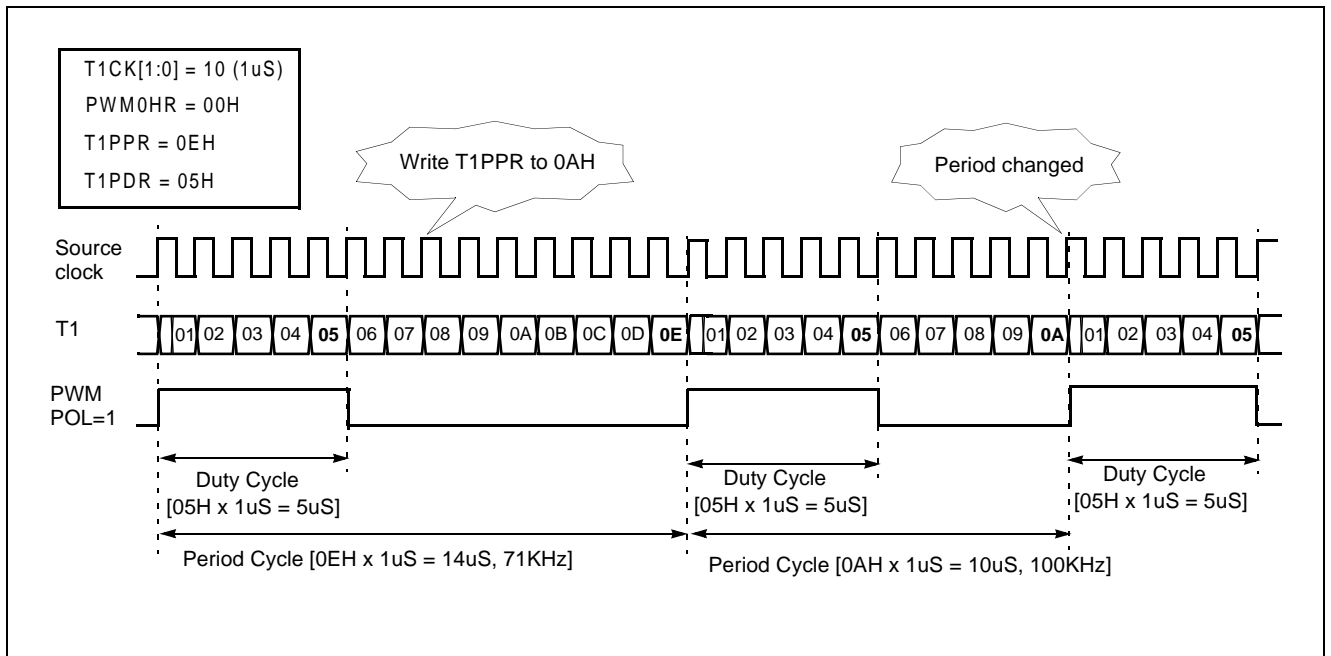 T1CK[1:0] = 10 (1uS)
PWM0HR = 00H
T1PPR = 0EH
T1PDR = 05H
Write T1PPR to 0AH
Period changed
Source
clock
T1
01 02 03 04 05 06 07 08 09 0A 0B 0C 0D 0E 01 02 03 04 05 06 07 08 09 0A 01 02 03 04 05
PWM
POL=1
Duty Cycle
[05H x 1uS = 5uS]
Duty Cycle
[05H x 1uS = 5uS]
Duty Cycle
[05H x 1uS = 5uS]
Period Cycle [0EH x 1uS = 14uS, 71KHz]
Period Cycle [0AH x 1uS = 10uS, 100KHz]